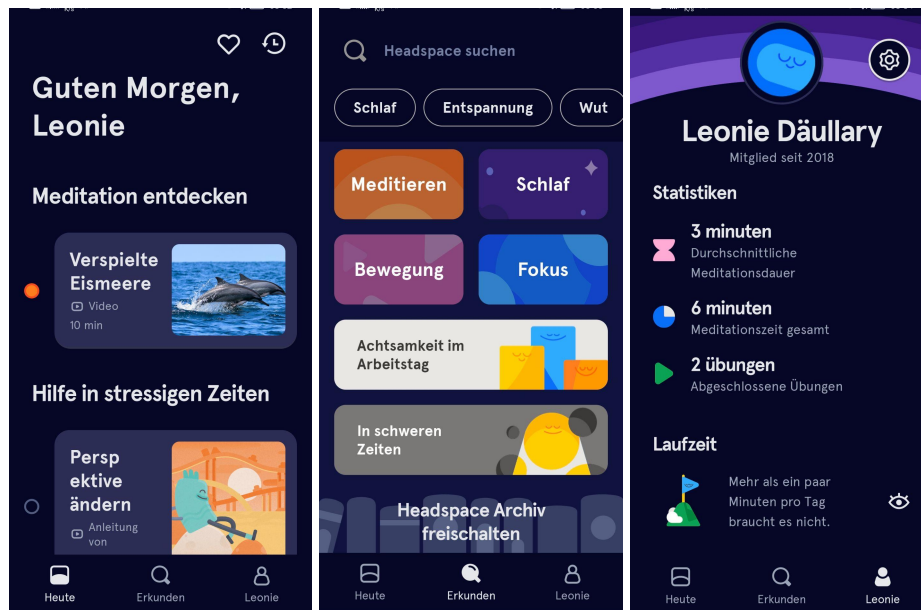 Guten Morgen,
Leonie
Meditation entdecken
Verspielte
Eismeere
Video
10 min
Hilfe in stressigen Zeiten
Persp
ektive
ändern
Anleitung
von
Heute
Erkunden
Leonie
Headspace suchen
Schlaf
Entspannung
Wut
Meditieren
Schlaf
Bewegung
Fokus
Achtsamkeit im
Arbeitstag
In schweren
Zeiten
Headspace Archiv
freischalten
Heute
Erkunden
Leonie
Leonie Däullary
Mitglied seit 2018
Statistiken
3 minuten
Durchschnittliche
Meditationsdauer
6 minuten
Meditationszeit gesamt
2 übungen
Abgeschlossene Übungen
Laufzeit
Mehr als ein paar
Minuten pro Tag
braucht es nicht.
Heute
Erkunden
Leonie